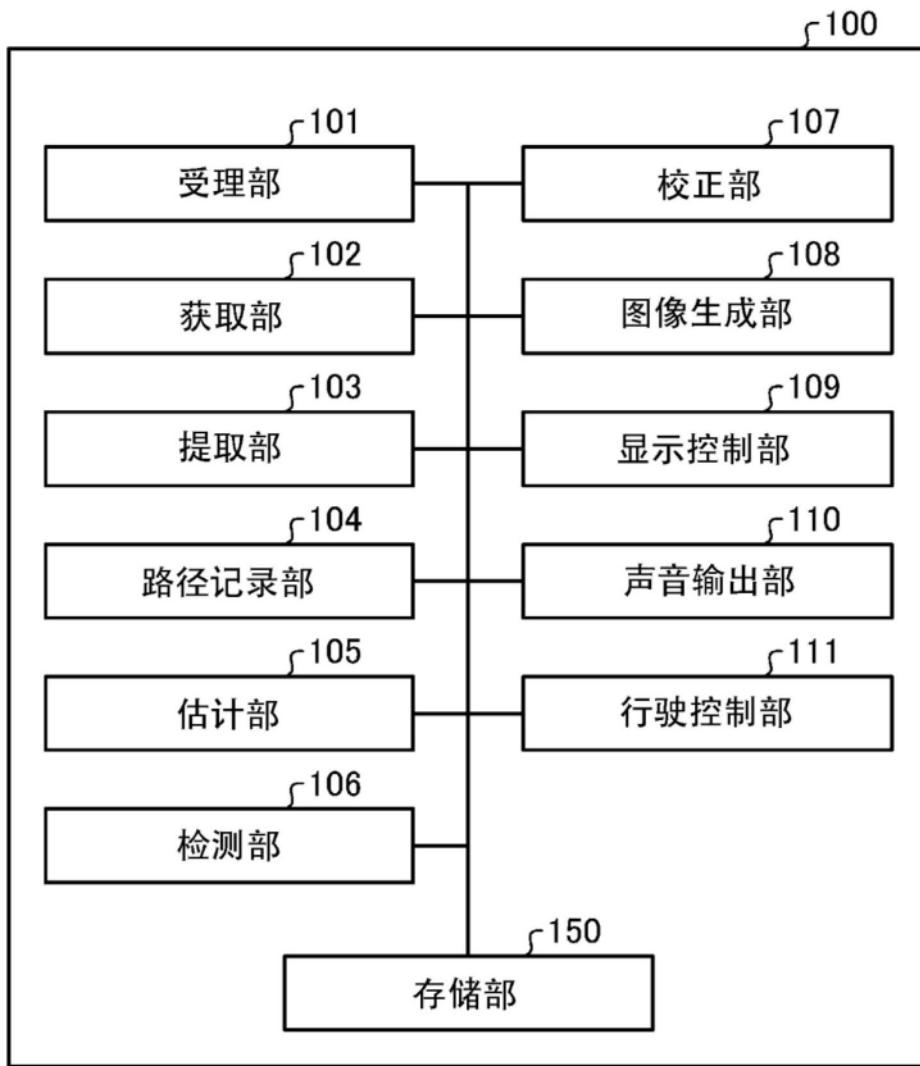 100
101
受理部
107
校正部
102
获取部
108
图像生成部
103
提取部
109
显示控制部
104
路径记录部
110
声音输出部
105
估计部
111
行驶控制部
106
检测部
150
存储部